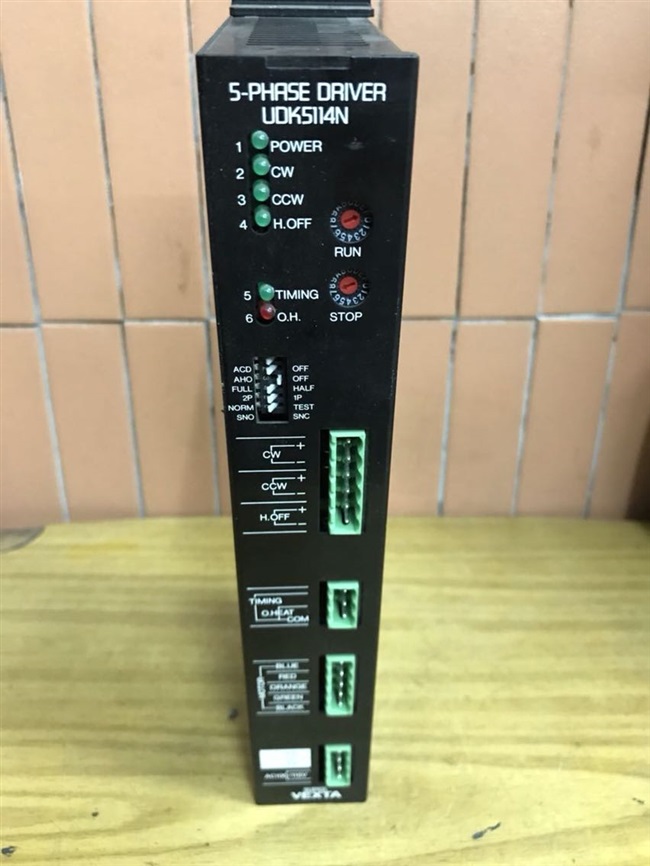 5-PHASE DRIVER
UDK5114N
1 POWER
2 CW
3 CCW
4 H.OFF
RUN
5 TIMING
6 O.H.
STOP
ACD OFF
AHO OFF
FULL HALF
2P 1P
NORM TEST
SNO SNC
CW + −
CCW + −
H.OFF + −
TIMING
O.HEAT
COM
MOTOR
BLUE
RED
ORANGE
GREEN
BLACK
VEXTA